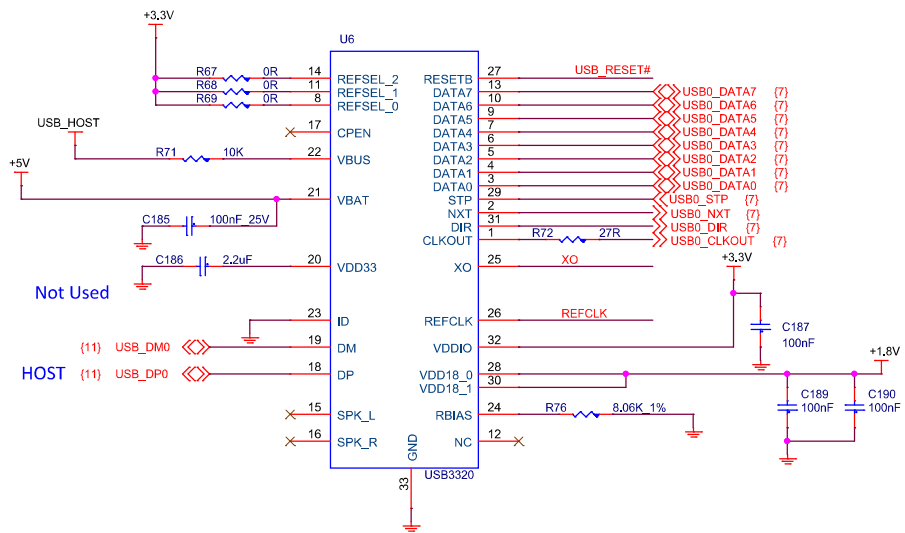 +3.3V
U6
R67 0R 14 REFSEL_2
R68 0R 11 REFSEL_1
R69 0R 8 REFSEL_0
17 CPEN
USB_HOST
R71 10K 22 VBUS
+5V
21 VBAT
C185 100nF_25V
C186 2.2uF 20 VDD33
Not Used
23 ID
{11} USB_DM0 19 DM
HOST {11} USB_DP0 18 DP
15 SPK_L
16 SPK_R
GND
33
RESETB 27 USB_RESET#
DATA7 13 USB0_DATA7 {7}
DATA6 10 USB0_DATA6 {7}
DATA5 9 USB0_DATA5 {7}
DATA4 7 USB0_DATA4 {7}
DATA3 6 USB0_DATA3 {7}
DATA2 5 USB0_DATA2 {7}
DATA1 4 USB0_DATA1 {7}
DATA0 3 USB0_DATA0 {7}
STP 29 USB0_STP {7}
NXT 2 USB0_NXT {7}
DIR 31 USB0_DIR {7}
CLKOUT 1 R72 27R USB0_CLKOUT {7}
XO 25 XO
+3.3V
REFCLK 26 REFCLK
C187
100nF
VDDIO 32
+1.8V
VDD18_0 28
VDD18_1 30
C189
100nF
C190
100nF
RBIAS 24 R76 8.06K_1%
NC 12
USB3320